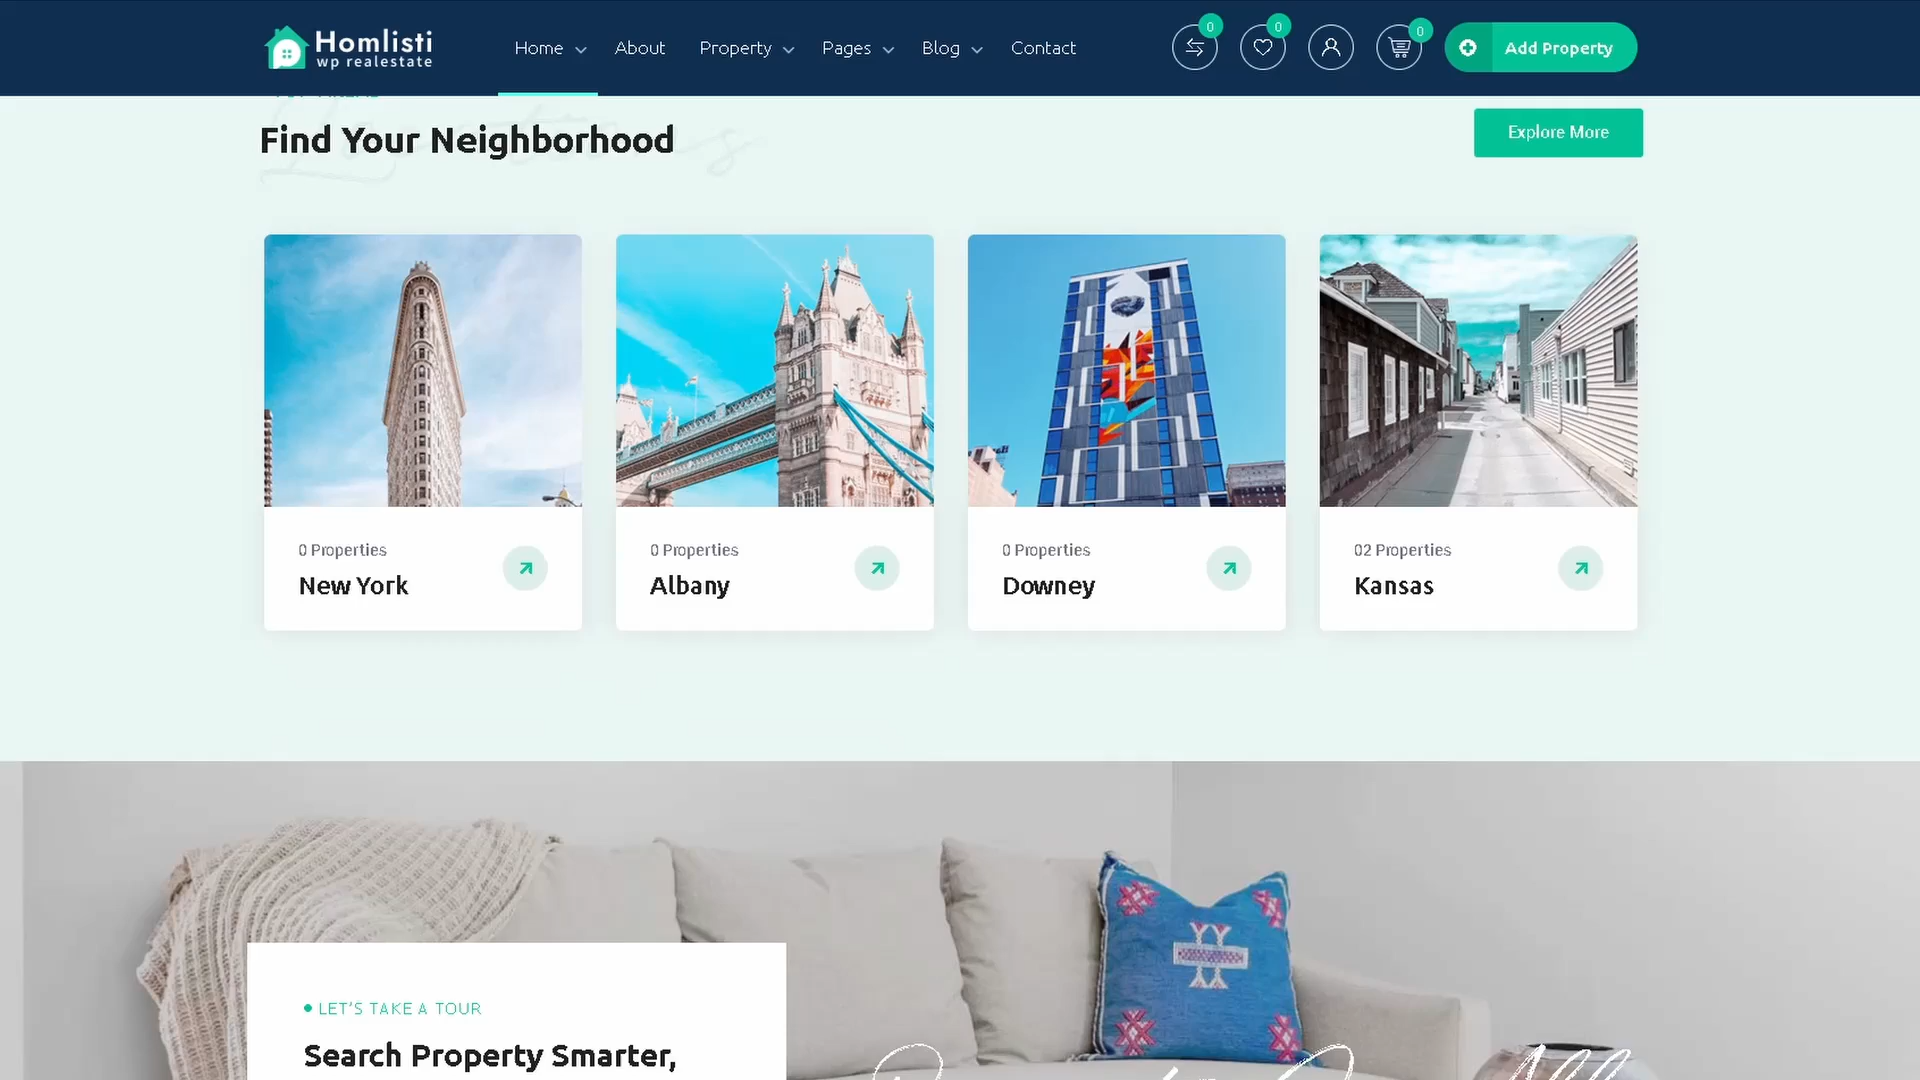 Homlisti
wp realestate
Home
About
Property
Pages
Blog
Contact
0
0
0
Add Property
Find Your Neighborhood
Explore More
0 Properties
New York
0 Properties
Albany
0 Properties
Downey
02 Properties
Kansas
LET'S TAKE A TOUR
Search Property Smarter,